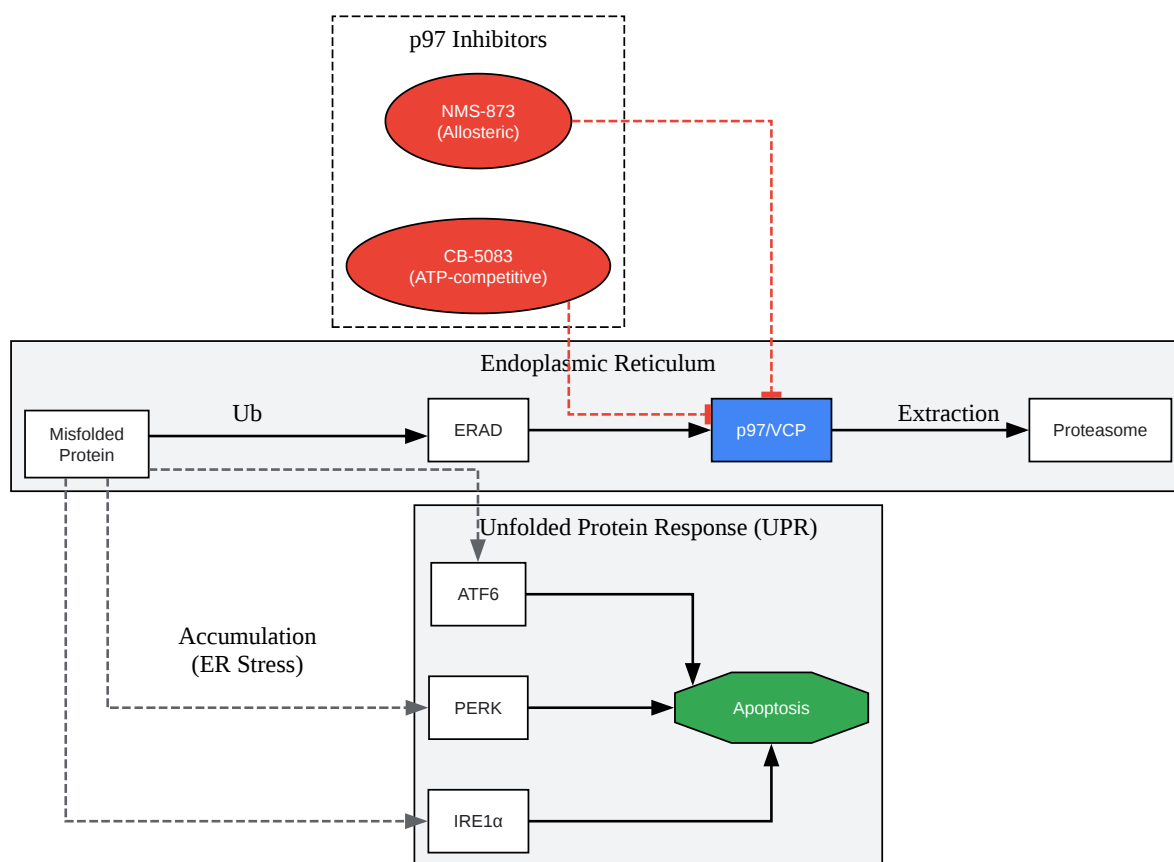 p97 Inhibitors
NMS-873
(Allosteric)
CB-5083
(ATP-competitive)
Endoplasmic Reticulum
Misfolded
Protein
Ub
ERAD
p97/VCP
Extraction
Proteasome
Unfolded Protein Response (UPR)
ATF6
Accumulation
(ER Stress)
PERK
Apoptosis
IRE1α